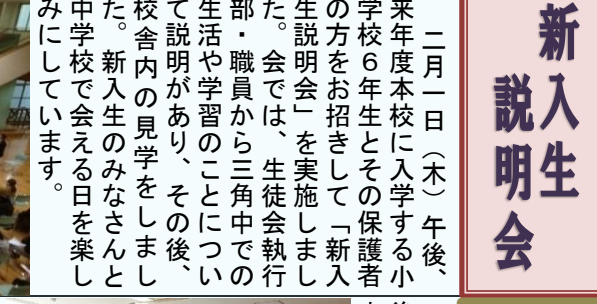 新入生
説明会
二月一日（木）午後、
来年度本校に入学する小
学校６年生とその保護者
の方をお招きして「新入
生説明会」を実施しまし
た。会では、生徒会執行
部・職員から三角中での
生活や学習のことについ
て説明があり、その後、
校舎内の見学をしまし
た。新入生のみなさんと
中学校で会える日を楽し
みにしています。